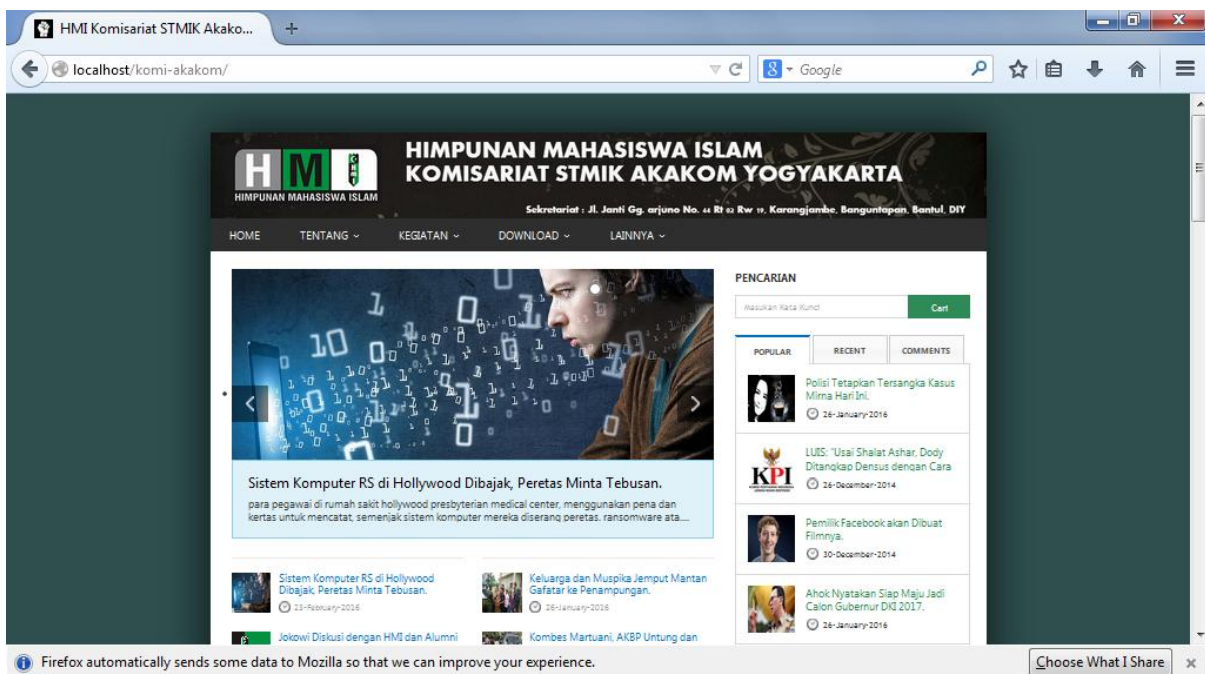 HMI Komisariat STMIK Akako...
localhost/komi-akakom/
Google
HMI
HIMPUNAN MAHASISWA ISLAM
HIMPUNAN MAHASISWA ISLAM
KOMISARIAT STMIK AKAKOM YOGYAKARTA
Sekretariat : Jl. Janti Gg. arjuno No. 44 Rt 02 Rw 19, Karangjambe, Banguntapan, Bantul, DIY
HOME TENTANG KEGIATAN DOWNLOAD LAINNYA
Sistem Komputer RS di Hollywood Dibajak, Peretas Minta Tebusan.
para pegawai di rumah sakit hollywood presbyterian medical center, menggunakan pena dan
kertas untuk mencatat, semenjak sistem komputer mereka diserang peretas. ransomware ata....
Sistem Komputer RS di Hollywood
Dibajak, Peretas Minta Tebusan.
23-February-2016
Keluarga dan Muspika Jemput Mantan
Gafatar ke Penampungan.
26-January-2016
Jokowi Diskusi dengan HMI dan Alumni
Kombes Martuani, AKBP Untung dan
PENCARIAN
Masukan Kata Kunci
Cari
POPULAR RECENT COMMENTS
Polisi Tetapkan Tersangka Kasus
Mirna Hari Ini.
26-January-2016
KPI
LUIS: "Usai Shalat Ashar, Dody
Ditangkap Densus dengan Cara
26-December-2014
Pemilik Facebook akan Dibuat
Filmnya.
30-December-2014
Ahok Nyatakan Siap Maju Jadi
Calon Gubernur DKI 2017.
26-January-2016
Firefox automatically sends some data to Mozilla so that we can improve your experience.
Choose What I Share